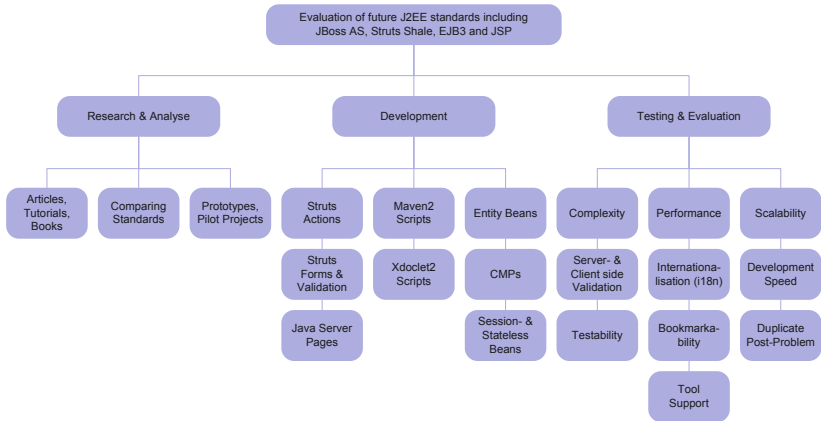 Evaluation of future J2EE standards including
JBoss AS, Struts Shale, EJB3 and JSP
Research & Analyse
Development
Testing & Evaluation
Articles,
Tutorials,
Books
Comparing
Standards
Prototypes,
Pilot Projects
Struts
Actions
Maven2
Scripts
Entity Beans
Complexity
Performance
Scalability
Struts
Forms &
Validation
Xdoclet2
Scripts
CMPs
Server- &
Client side
Validation
Internationa-
lisation (i18n)
Development
Speed
Java Server
Pages
Session- &
Stateless
Beans
Testability
Bookmarka-
bility
Duplicate
Post-Problem
Tool
Support